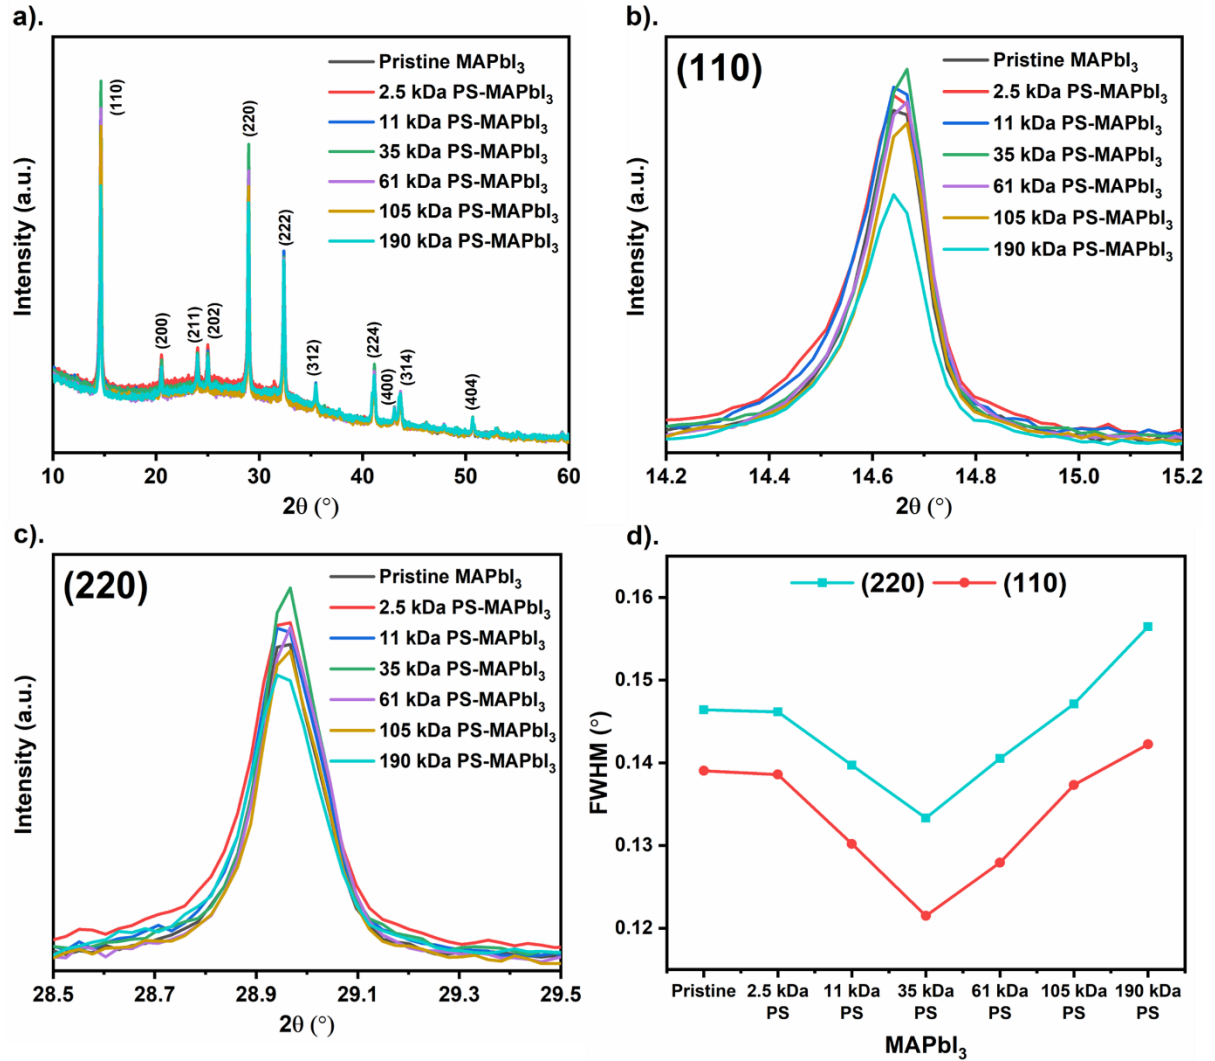 a).
Intensity (a.u.)
(110)
(200)
(211)
(202)
(220)
(222)
(312)
(224)
(400)
(314)
(404)
Pristine MAPbI₃
2.5 kDa PS-MAPbI₃
11 kDa PS-MAPbI₃
35 kDa PS-MAPbI₃
61 kDa PS-MAPbI₃
105 kDa PS-MAPbI₃
190 kDa PS-MAPbI₃
10 20 30 40 50 60
2θ (°)
b).
(110)
Intensity (a.u.)
Pristine MAPbI₃
2.5 kDa PS-MAPbI₃
11 kDa PS-MAPbI₃
35 kDa PS-MAPbI₃
61 kDa PS-MAPbI₃
105 kDa PS-MAPbI₃
190 kDa PS-MAPbI₃
14.2 14.4 14.6 14.8 15.0 15.2
2θ (°)
c).
(220)
Intensity (a.u.)
Pristine MAPbI₃
2.5 kDa PS-MAPbI₃
11 kDa PS-MAPbI₃
35 kDa PS-MAPbI₃
61 kDa PS-MAPbI₃
105 kDa PS-MAPbI₃
190 kDa PS-MAPbI₃
28.5 28.7 28.9 29.1 29.3 29.5
2θ (°)
d).
(220) (110)
FWHM (°)
0.16
0.15
0.14
0.13
0.12
Pristine 2.5 kDa 11 kDa 35 kDa 61 kDa 105 kDa 190 kDa
PS PS PS PS PS PS
MAPbI₃